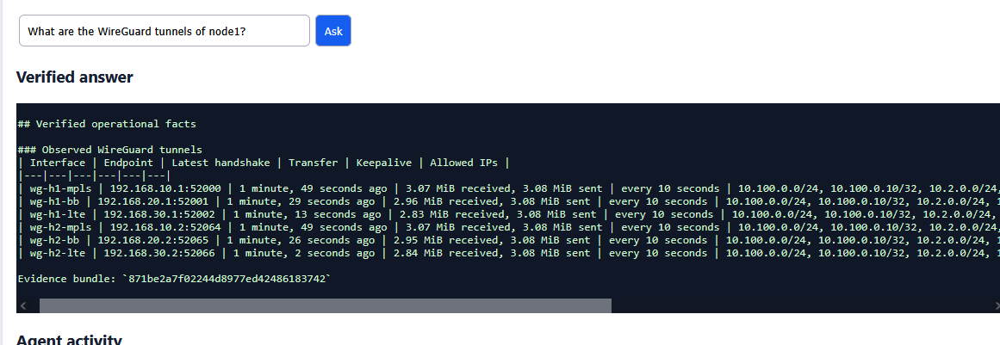 What are the WireGuard tunnels of node1?
Ask
Verified answer
## Verified operational facts
### Observed WireGuard tunnels
| Interface | Endpoint | Latest handshake | Transfer | Keepalive | Allowed IPs |
|---|---|---|---|---|---|
| wg-h1-mpls | 192.168.10.1:52000 | 1 minute, 49 seconds ago | 3.07 MiB received, 3.08 MiB sent | every 10 seconds | 10.100.0.0/24, 10.100.0.10/32, 10.2.0.0/24,
| wg-h1-bb | 192.168.20.1:52001 | 1 minute, 29 seconds ago | 2.96 MiB received, 3.08 MiB sent | every 10 seconds | 10.100.0.0/24, 10.100.0.10/32, 10.2.0.0/24, 1
| wg-h1-lte | 192.168.30.1:52002 | 1 minute, 13 seconds ago | 2.83 MiB received, 3.08 MiB sent | every 10 seconds | 10.100.0.0/24, 10.100.0.10/32, 10.2.0.0/24,
| wg-h2-mpls | 192.168.10.2:52064 | 1 minute, 49 seconds ago | 3.07 MiB received, 3.08 MiB sent | every 10 seconds | 10.100.0.0/24, 10.100.0.10/32, 10.2.0.0/24,
| wg-h2-bb | 192.168.20.2:52065 | 1 minute, 26 seconds ago | 2.95 MiB received, 3.08 MiB sent | every 10 seconds | 10.100.0.0/24, 10.100.0.10/32, 10.2.0.0/24, 1
| wg-h2-lte | 192.168.30.2:52066 | 1 minute, 2 seconds ago | 2.84 MiB received, 3.08 MiB sent | every 10 seconds | 10.100.0.0/24, 10.100.0.10/32, 10.2.0.0/24, 1
Evidence bundle: `871be2a7f02244d8977ed42486183742`
Agent activity